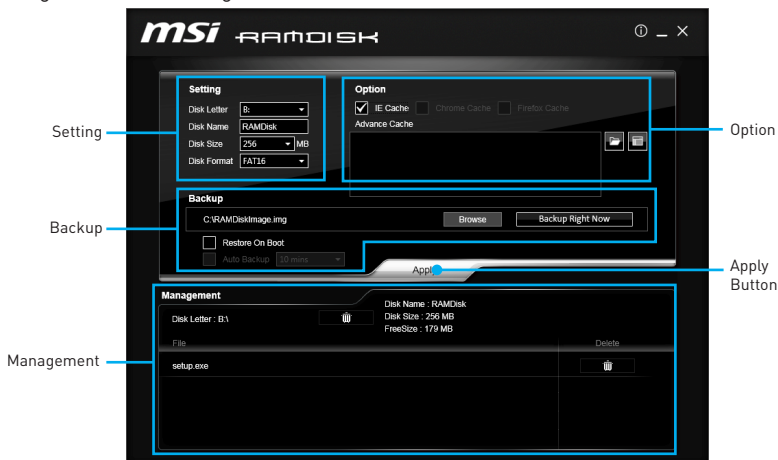 msi RAMDISK
Setting
Disk Letter B:
Disk Name RAMDisk
Disk Size 256 MB
Disk Format FAT16
Option
IE Cache Chrome Cache Firefox Cache
Advance Cache
Setting
Option
Backup
C:\RAMDiskImage.img Browse Backup Right Now
Restore On Boot
Auto Backup 10 mins
Backup
Apply
Apply
Button
Management
Disk Letter : B:\
Disk Name : RAMDisk
Disk Size : 256 MB
FreeSize : 179 MB
File Delete
setup.exe
Management